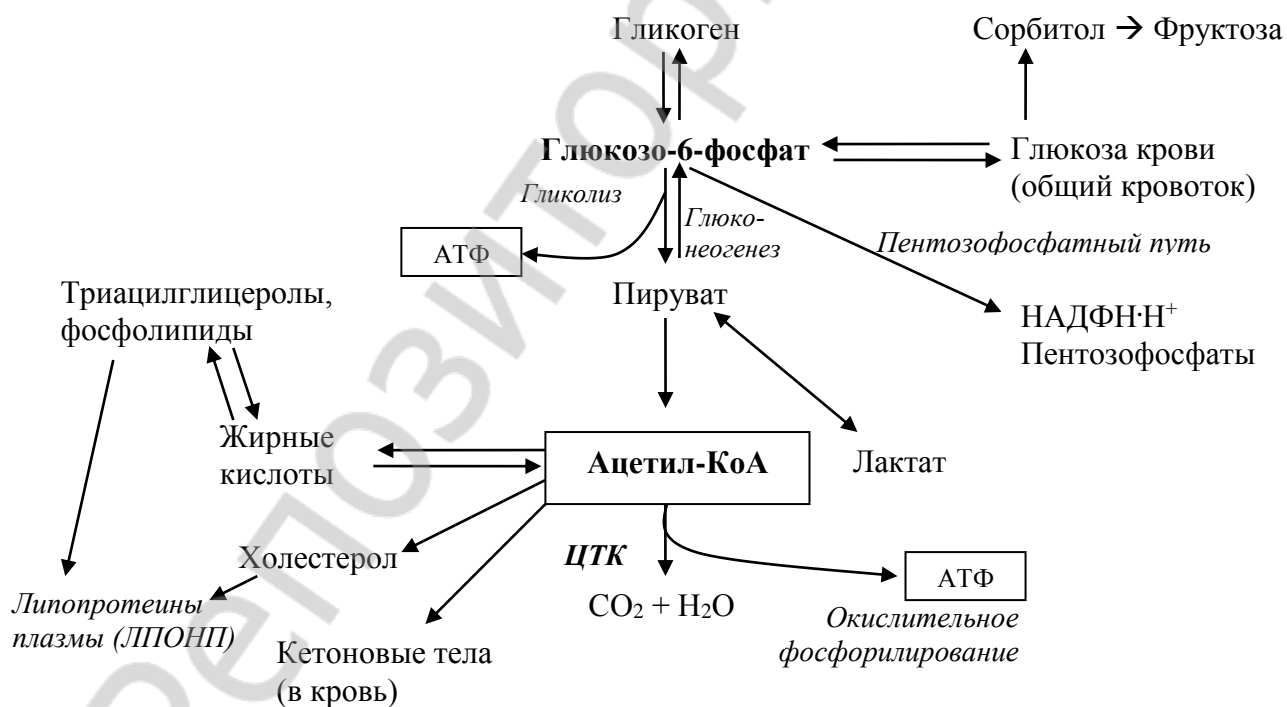 Гликоген
Сорбитол → Фруктоза
Глюкозо-6-фосфат
Глюкоза крови
(общий кровоток)
Гликолиз
Глюко-
неогенез
АТФ
Пентозофосфатный путь
Триацилглицеролы,
фосфолипиды
Пируват
НАДФН·Н⁺
Пентозофосфаты
Жирные
кислоты
Ацетил-КоА
Лактат
Холестерол
ЦТК
АТФ
Липопротеины
плазмы (ЛПОНП)
CO₂ + H₂O
Окислительное
фосфорилирование
Кетоновые тела
(в кровь)
Репозитор